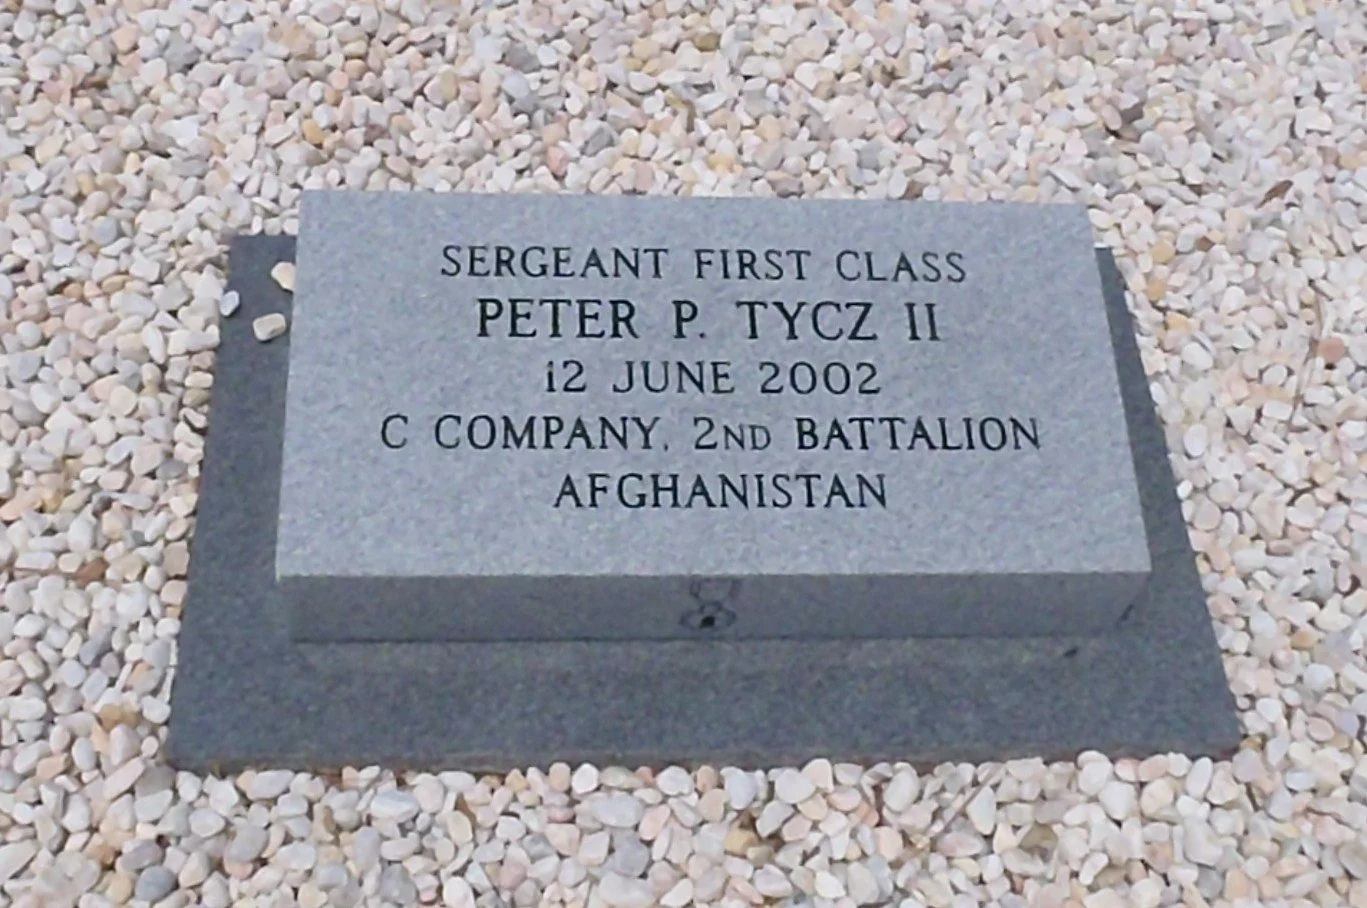 SERGEANT FIRST CLASS
PETER P. TYCZ II
12 JUNE 2002
C COMPANY, 2ND BATTALION
AFGHANISTAN